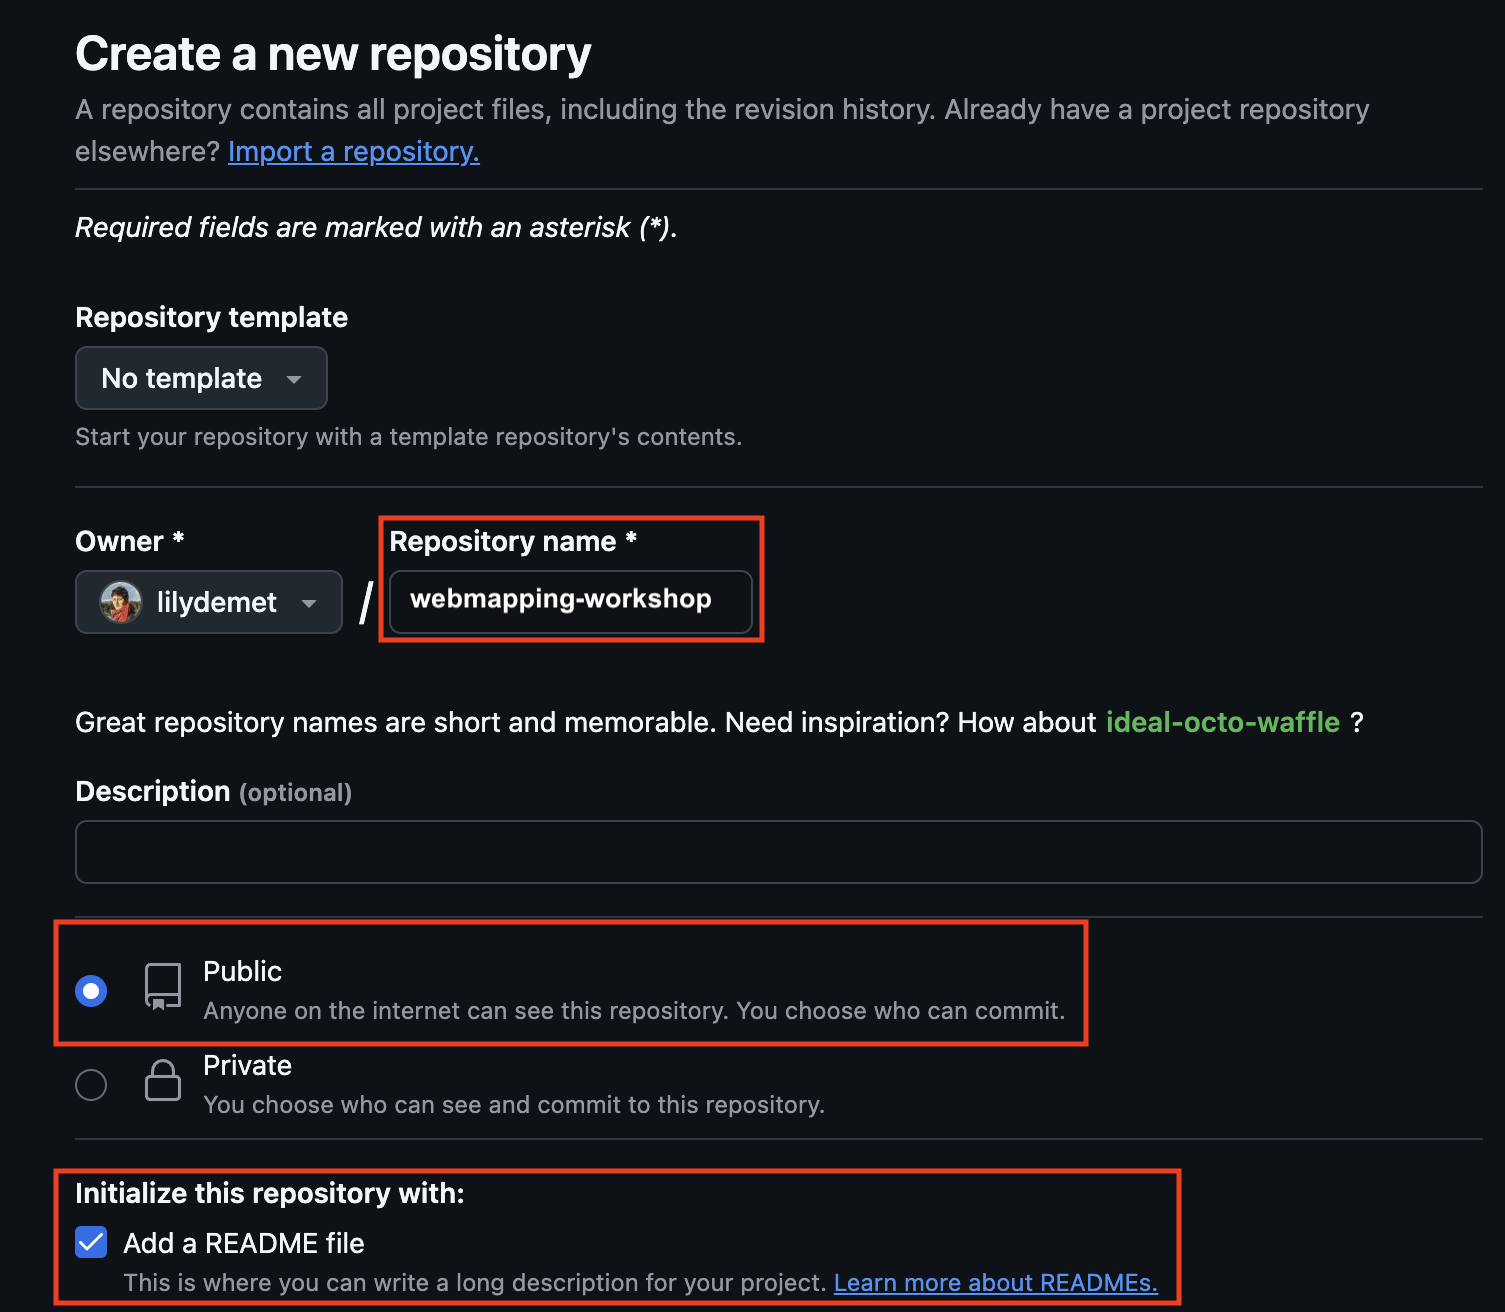 Create a new repository
A repository contains all project files, including the revision history. Already have a project repository
elsewhere? Import a repository.
Required fields are marked with an asterisk (*).
Repository template
No template
Start your repository with a template repository's contents.
Owner *
Repository name *
lilydemet
/
webmapping-workshop
Great repository names are short and memorable. Need inspiration? How about ideal-octo-waffle ?
Description (optional)
Public
Anyone on the internet can see this repository. You choose who can commit.
Private
You choose who can see and commit to this repository.
Initialize this repository with:
Add a README file
This is where you can write a long description for your project. Learn more about READMEs.